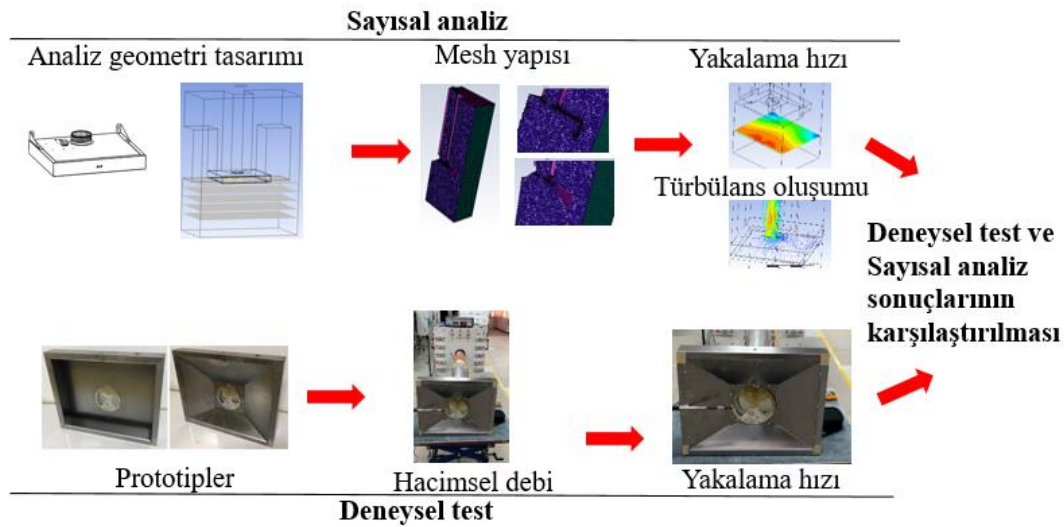 Sayısal analiz
Analiz geometri tasarımı
Mesh yapısı
Yakalama hızı
Türbülans oluşumu
Deneysel test ve
Sayısal analiz
sonuçlarının
karşılaştırılması
Prototipler
Hacimsel debi
Yakalama hızı
Deneysel test